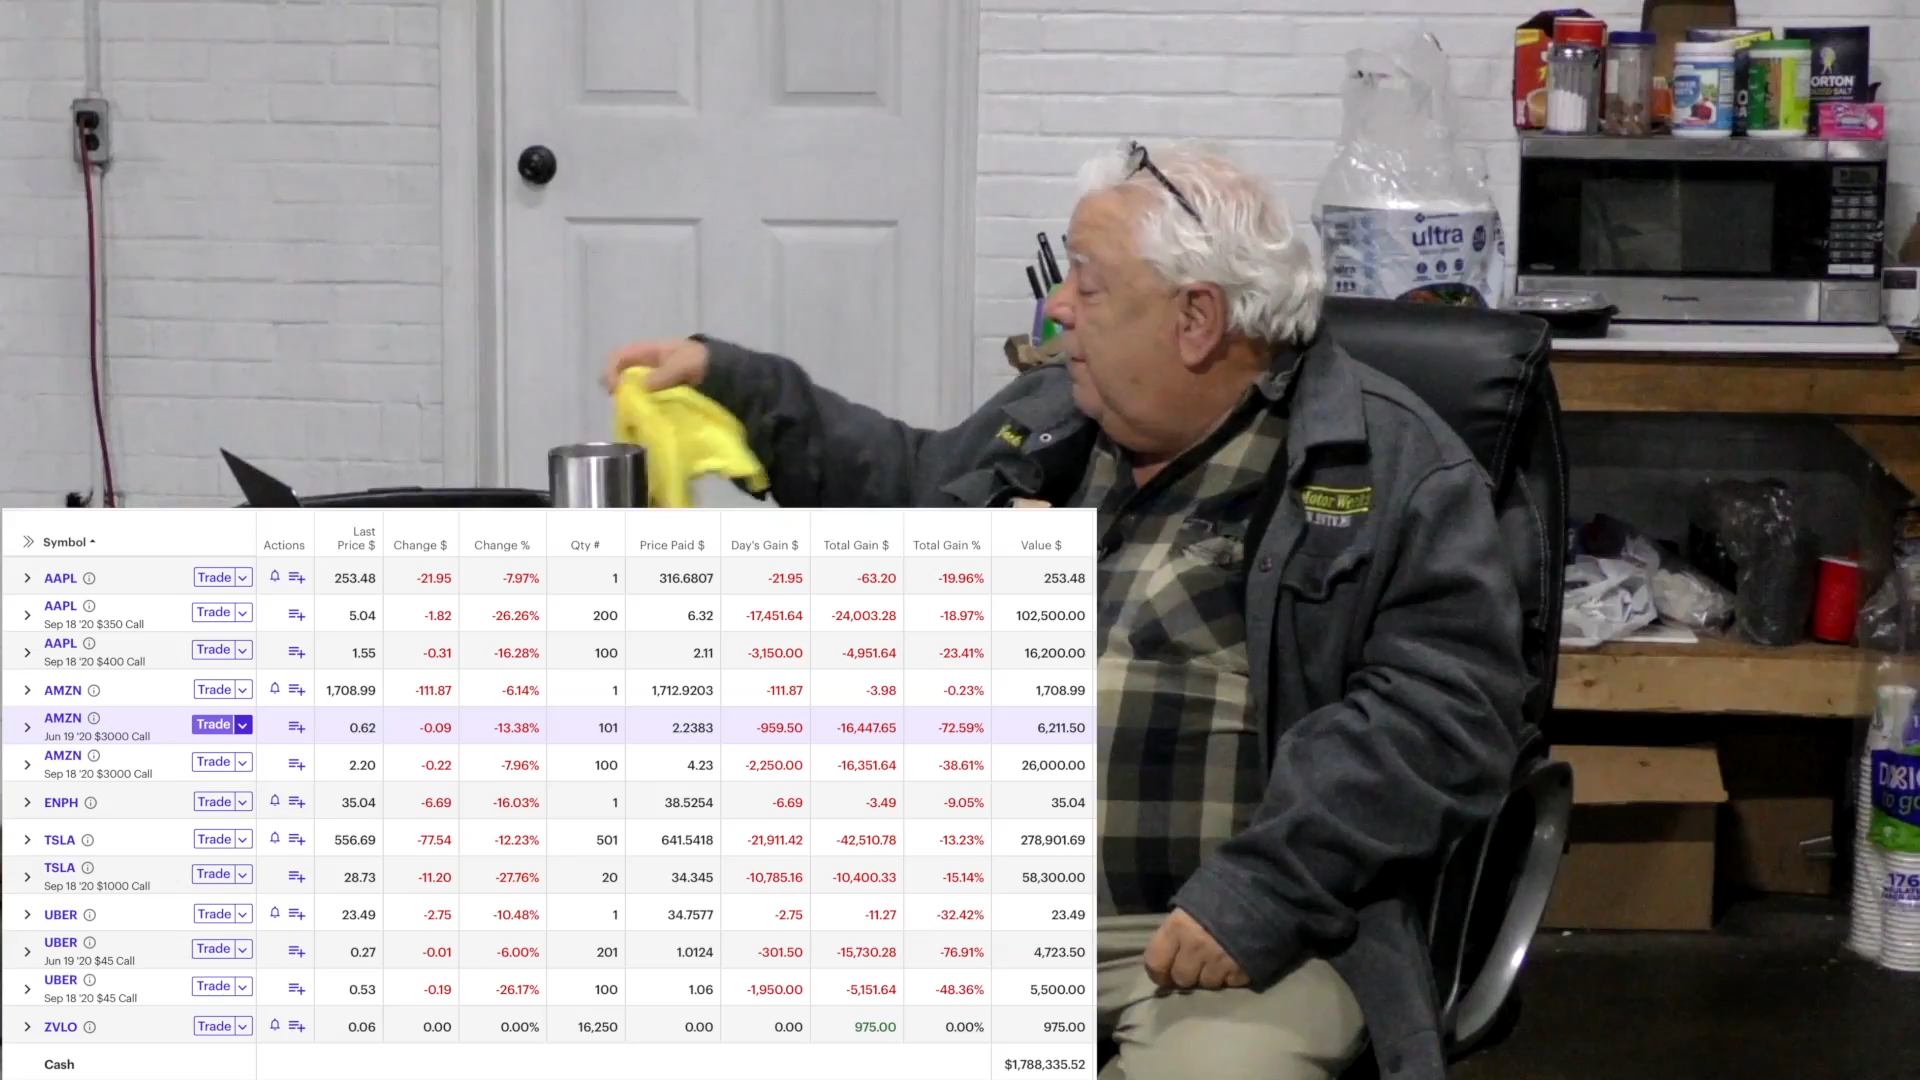 ORTON
ultra
Panasonic
Motor Works
Symbol Actions Last Price $ Change $ Change % Qty # Price Paid $ Day's Gain $ Total Gain $ Total Gain % Value $
AAPL Trade 253.48 -21.95 -7.97% 1 316.6807 -21.95 -63.20 -19.96% 253.48
AAPL Sep 18 '20 $350 Call Trade 5.04 -1.82 -26.26% 200 6.32 -17,451.64 -24,003.28 -18.97% 102,500.00
AAPL Sep 18 '20 $400 Call Trade 1.55 -0.31 -16.28% 100 2.11 -3,150.00 -4,951.64 -23.41% 16,200.00
AMZN Trade 1,708.99 -111.87 -6.14% 1 1,712.9203 -111.87 -3.98 -0.23% 1,708.99
AMZN Jun 19 '20 $3000 Call Trade 0.62 -0.09 -13.38% 101 2.2383 -959.50 -16,447.65 -72.59% 6,211.50
AMZN Sep 18 '20 $3000 Call Trade 2.20 -0.22 -7.96% 100 4.23 -2,250.00 -16,351.64 -38.61% 26,000.00
ENPH Trade 35.04 -6.69 -16.03% 1 38.5254 -6.69 -3.49 -9.05% 35.04
TSLA Trade 556.69 -77.54 -12.23% 501 641.5418 -21,911.42 -42,510.78 -13.23% 278,901.69
TSLA Sep 18 '20 $1000 Call Trade 28.73 -11.20 -27.76% 20 34.345 -10,785.16 -10,400.33 -15.14% 58,300.00
UBER Trade 23.49 -2.75 -10.48% 1 34.7577 -2.75 -11.27 -32.42% 23.49
UBER Jun 19 '20 $45 Call Trade 0.27 -0.01 -6.00% 201 1.0124 -301.50 -15,730.28 -76.91% 4,723.50
UBER Sep 18 '20 $45 Call Trade 0.53 -0.19 -26.17% 100 1.06 -1,950.00 -5,151.64 -48.36% 5,500.00
ZVLO Trade 0.06 0.00 0.00% 16,250 0.00 0.00 975.00 0.00% 975.00
Cash $1,788,335.52
to go
176